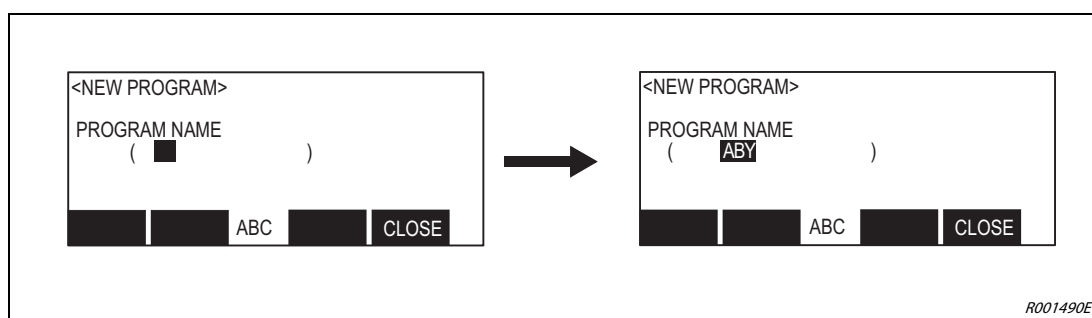 <NEW PROGRAM>
PROGRAM NAME
( )
ABC CLOSE
<NEW PROGRAM>
PROGRAM NAME
( ABY )
ABC CLOSE
R001490E